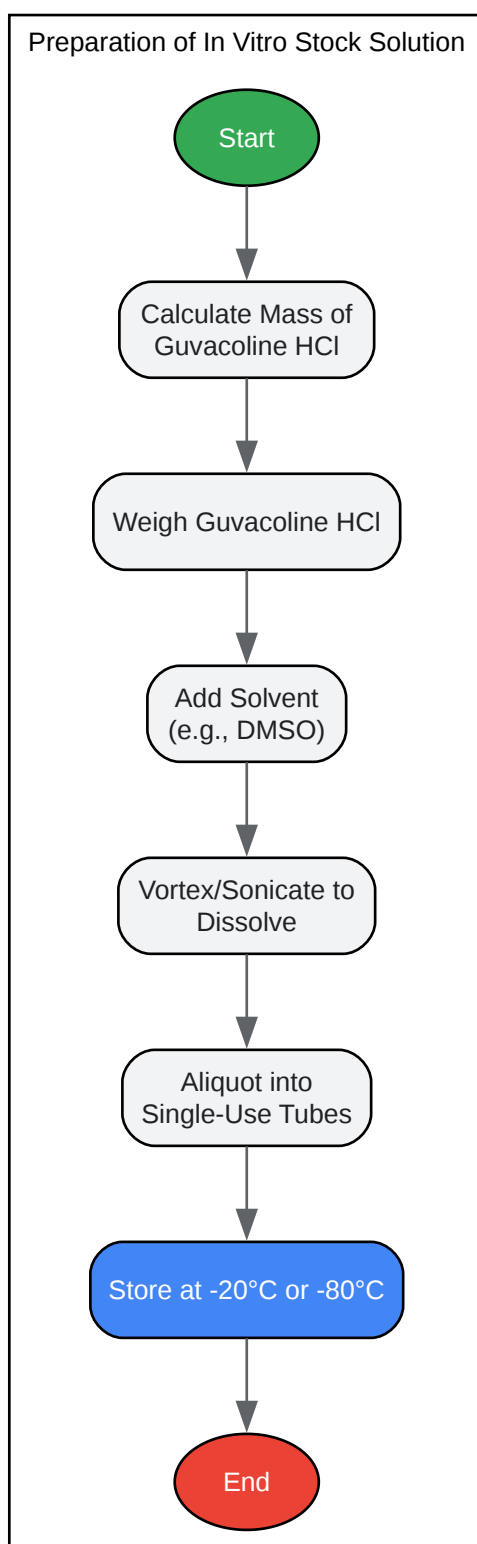 Preparation of In Vitro Stock Solution
Start
Calculate Mass of
Guvacoline HCl
Weigh Guvacoline HCl
Add Solvent
(e.g., DMSO)
Vortex/Sonicate to
Dissolve
Aliquot into
Single-Use Tubes
Store at -20°C or -80°C
End